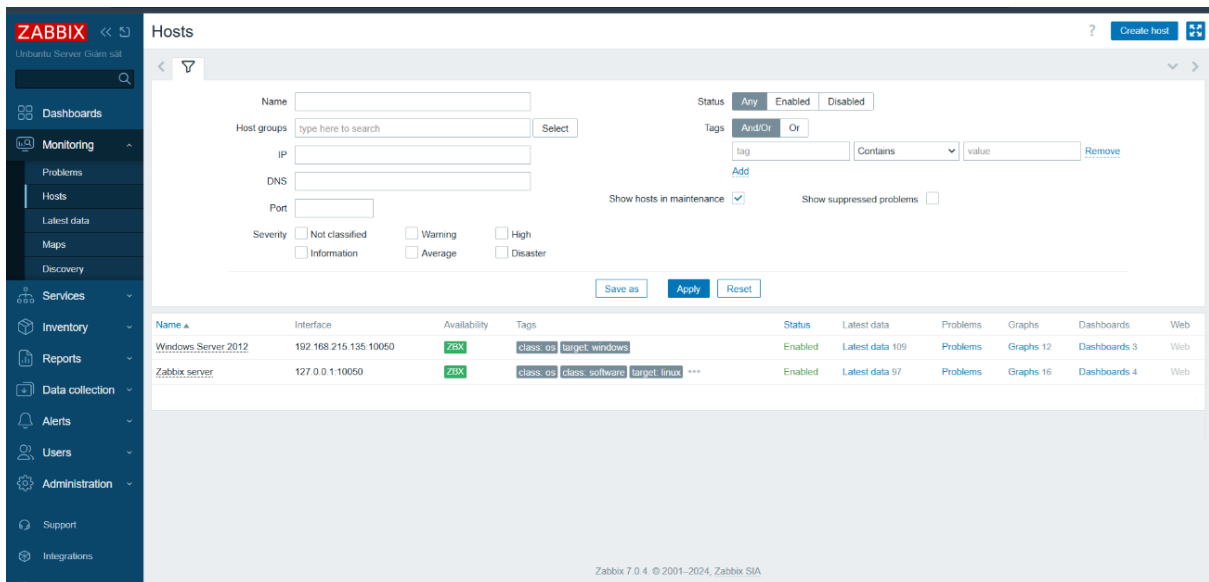 ZABBIX
Unbuntu Server Giám sát
Dashboards
Monitoring
Problems
Hosts
Latest data
Maps
Discovery
Services
Inventory
Reports
Data collection
Alerts
Users
Administration
Support
Integrations
Hosts
? Create host
Name
Status Any Enabled Disabled
Host groups type here to search Select
Tags And/Or Or
IP
tag Contains value Remove
DNS
Add
Port
Show hosts in maintenance Show suppressed problems
Severity Not classified Warning High
Information Average Disaster
Save as Apply Reset
Name Interface Availability Tags Status Latest data Problems Graphs Dashboards Web
Windows Server 2012 192.168.215.135:10050 ZBX class: os target: windows Enabled Latest data 109 Problems Graphs 12 Dashboards 3 Web
Zabbix server 127.0.0.1:10050 ZBX class: os class: software target: linux ••• Enabled Latest data 97 Problems Graphs 16 Dashboards 4 Web
Zabbix 7.0.4. © 2001–2024, Zabbix SIA